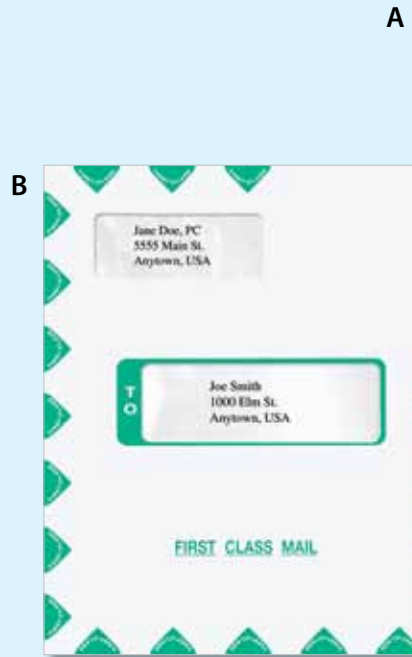 A
B
Jane Doe, PC
5555 Main St.
Anytown, USA
TO
Joe Smith
1000 Elm St.
Anytown, USA
FIRST CLASS MAIL